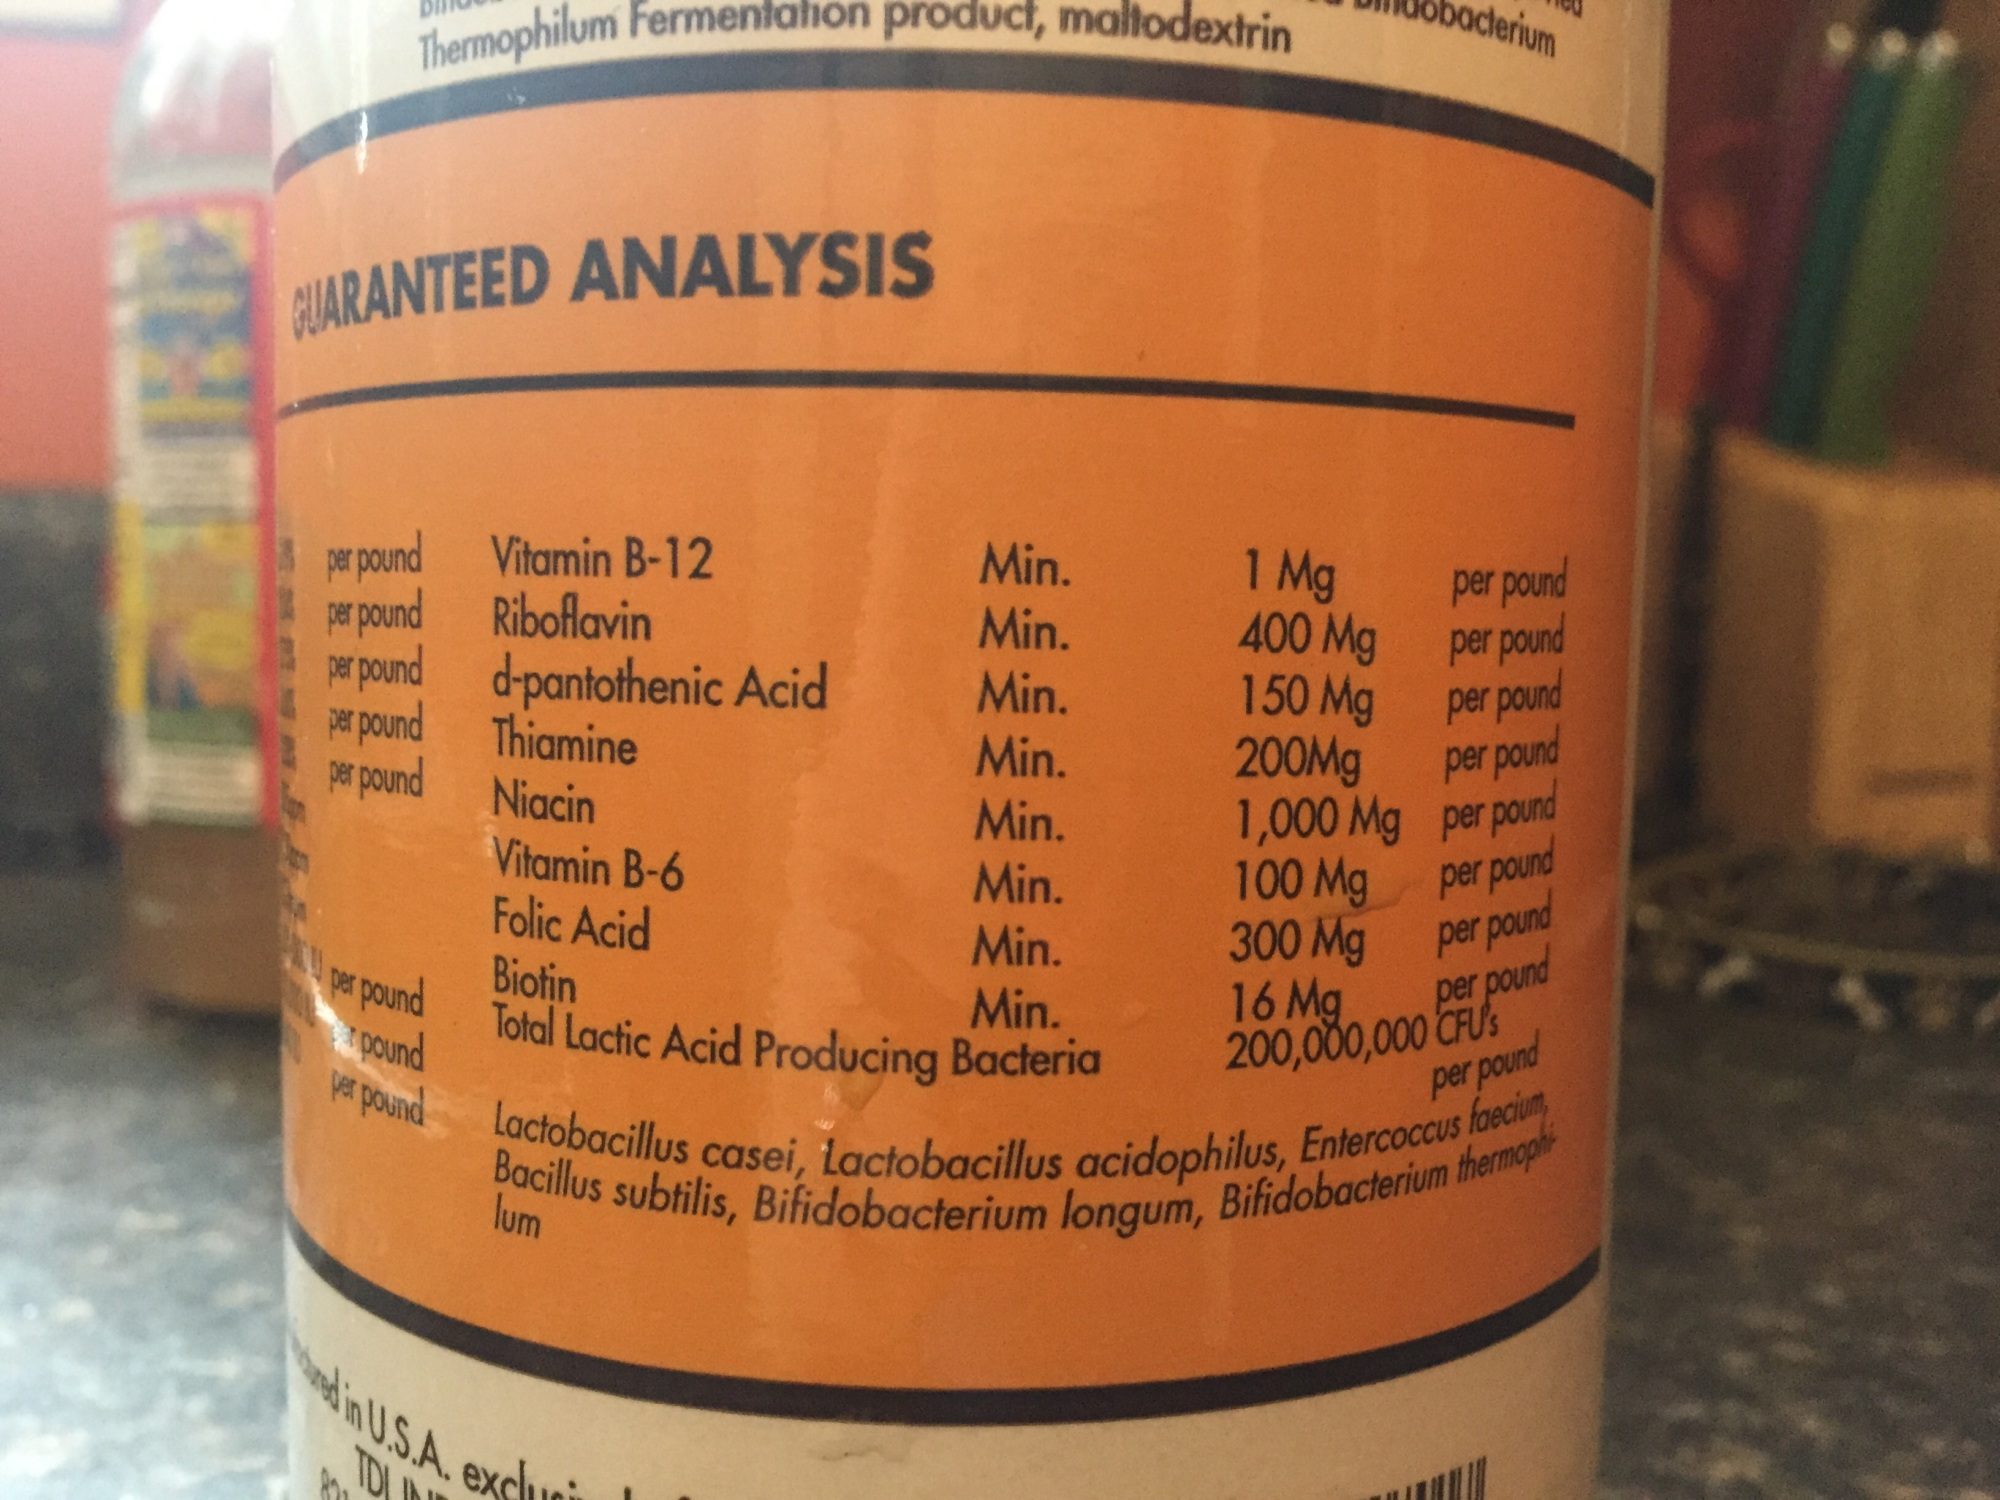 Thermophilum Fermentation product, maltodextrin
GUARANTEED ANALYSIS
per pound Vitamin B-12 Min. 1 Mg per pound
per pound Riboflavin Min. 400 Mg per pound
per pound d-pantothenic Acid Min. 150 Mg per pound
per pound Thiamine Min. 200Mg per pound
per pound Niacin Min. 1,000 Mg per pound
Vitamin B-6 Min. 100 Mg per pound
Folic Acid Min. 300 Mg per pound
per pound Biotin Min. 16 Mg per pound
per pound Total Lactic Acid Producing Bacteria 200,000,000 CFU's
per pound per pound
Lactobacillus casei, Lactobacillus acidophilus, Entercoccus faecium,
Bacillus subtilis, Bifidobacterium longum, Bifidobacterium thermophi-
lum
in U.S.A.
TDI